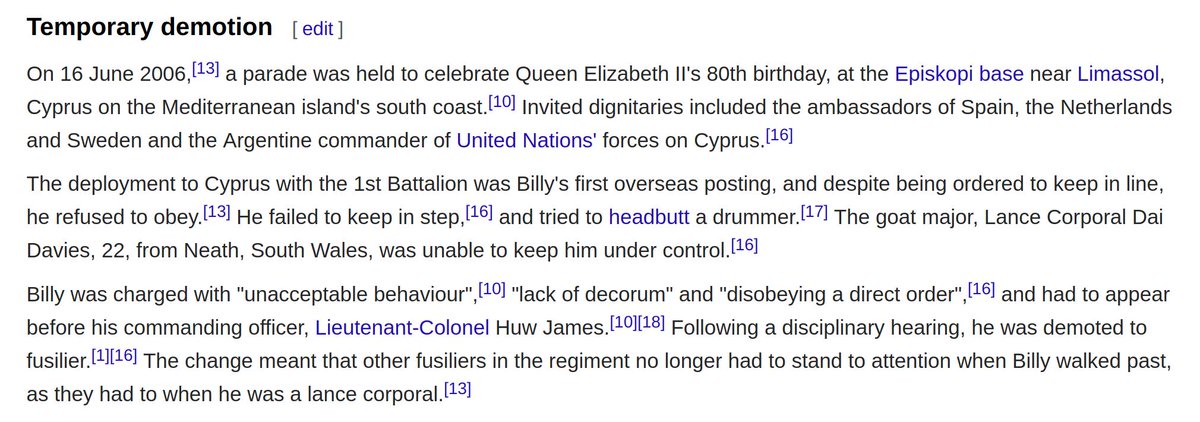 Temporary demotion [ edit ]
On 16 June 2006,[13] a parade was held to celebrate Queen Elizabeth II's 80th birthday, at the Episkopi base near Limassol,
Cyprus on the Mediterranean island's south coast.[10] Invited dignitaries included the ambassadors of Spain, the Netherlands
and Sweden and the Argentine commander of United Nations' forces on Cyprus.[16]
The deployment to Cyprus with the 1st Battalion was Billy's first overseas posting, and despite being ordered to keep in line,
he refused to obey.[13] He failed to keep in step,[16] and tried to headbutt a drummer.[17] The goat major, Lance Corporal Dai
Davies, 22, from Neath, South Wales, was unable to keep him under control.[16]
Billy was charged with "unacceptable behaviour",[10] "lack of decorum" and "disobeying a direct order",[16] and had to appear
before his commanding officer, Lieutenant-Colonel Huw James.[10][18] Following a disciplinary hearing, he was demoted to
fusilier.[1][16] The change meant that other fusiliers in the regiment no longer had to stand to attention when Billy walked past,
as they had to when he was a lance corporal.[13]